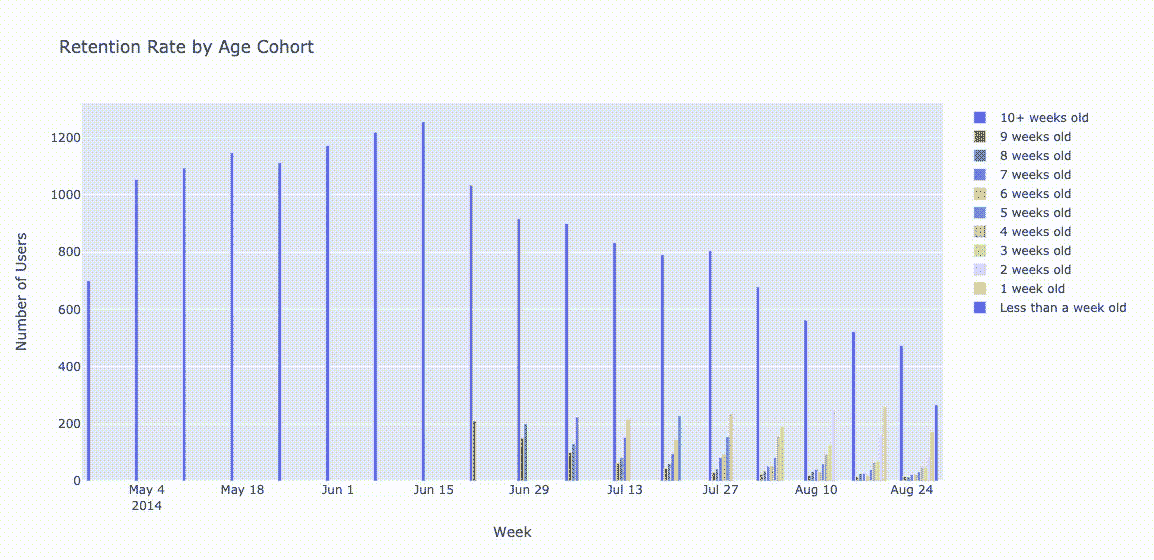 Retention Rate by Age Cohort
Number of Users
1200
1000
800
600
400
200
0
May 4
2014
May 18
Jun 1
Jun 15
Jun 29
Jul 13
Jul 27
Aug 10
Aug 24
Week
10+ weeks old
9 weeks old
8 weeks old
7 weeks old
6 weeks old
5 weeks old
4 weeks old
3 weeks old
2 weeks old
1 week old
Less than a week old